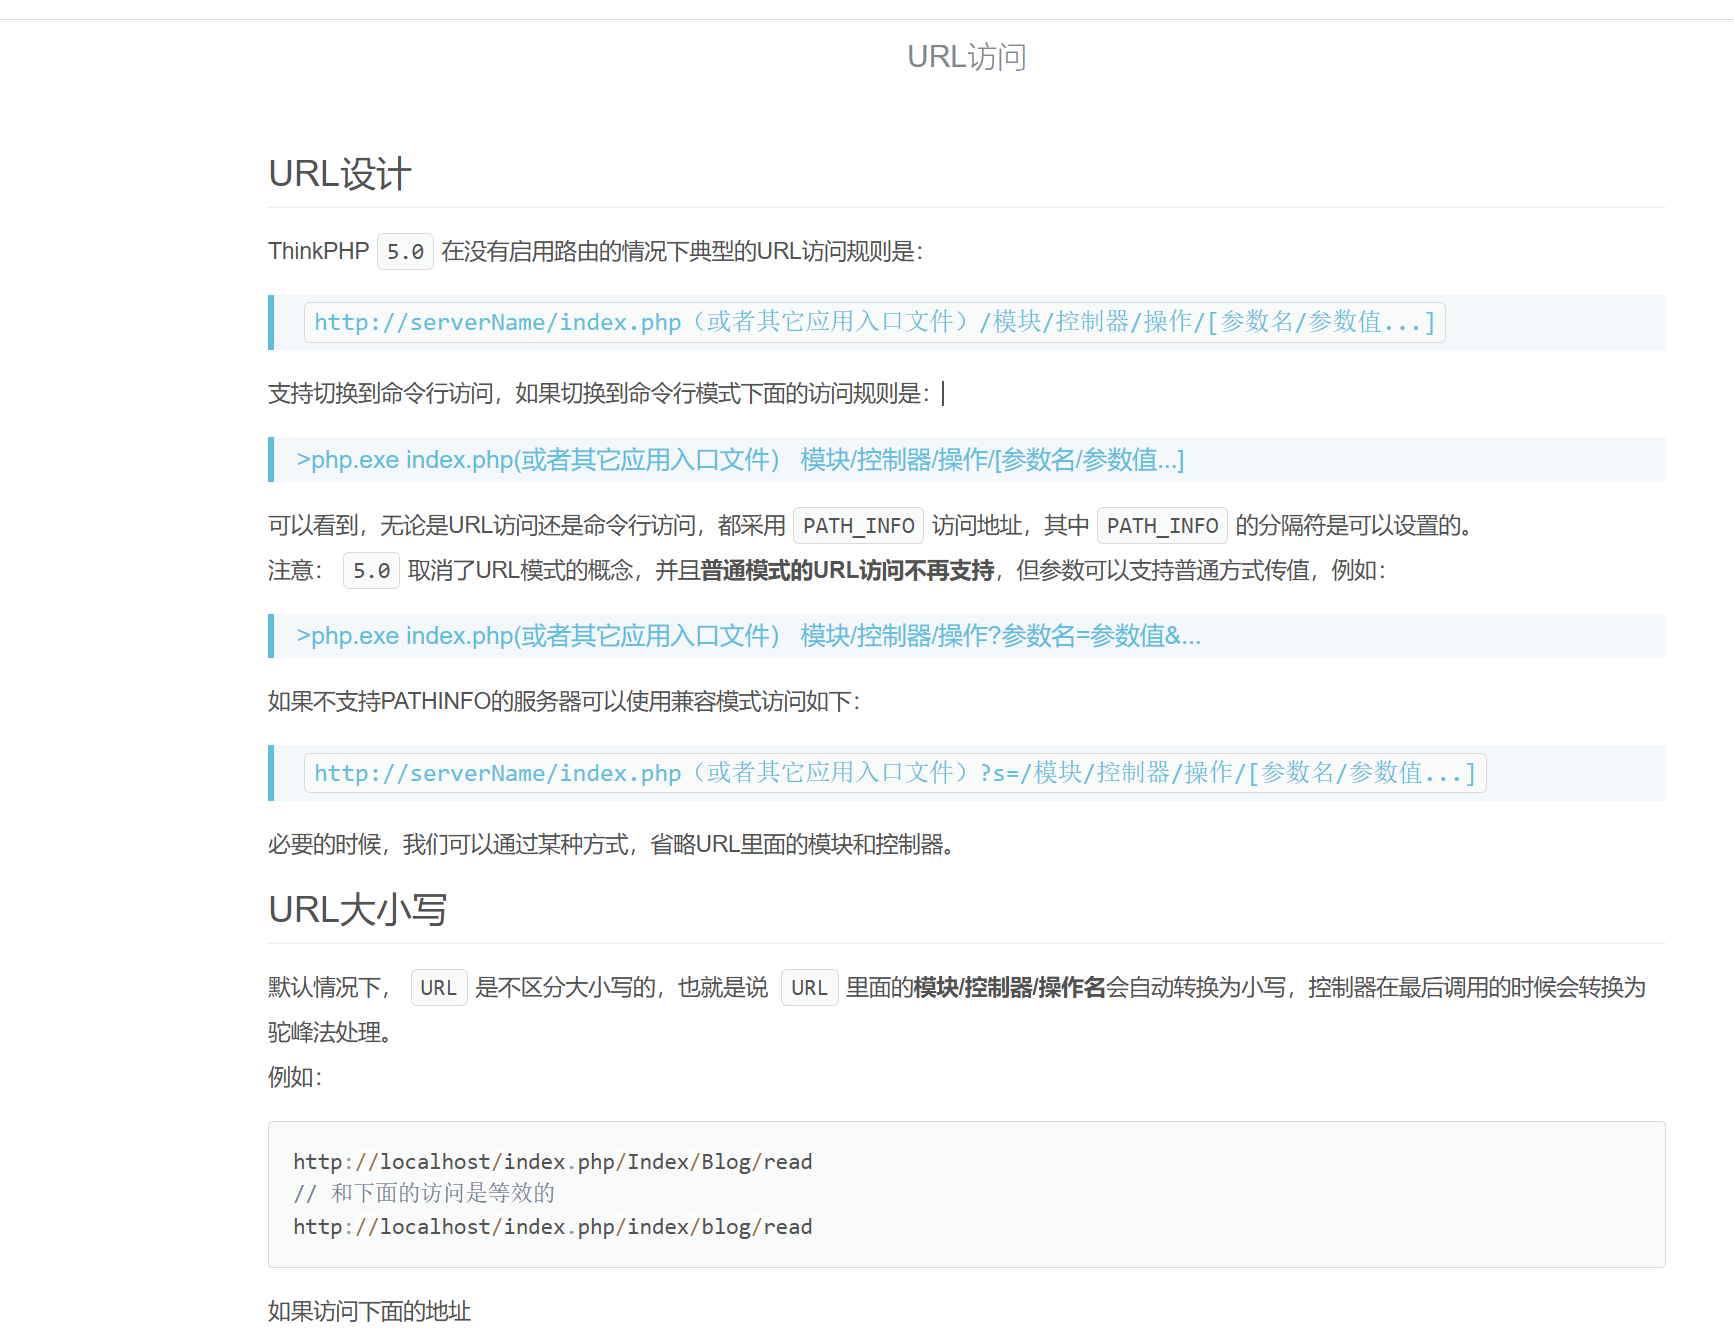 URL访问
URL设计
ThinkPHP 5.0 在没有启用路由的情况下典型的URL访问规则是：
http://serverName/index.php（或者其它应用入口文件）/模块/控制器/操作/[参数名/参数值...]
支持切换到命令行访问，如果切换到命令行模式下面的访问规则是：
>php.exe index.php(或者其它应用入口文件） 模块/控制器/操作/[参数名/参数值...]
可以看到，无论是URL访问还是命令行访问，都采用 PATH_INFO 访问地址，其中 PATH_INFO 的分隔符是可以设置的。
注意： 5.0 取消了URL模式的概念，并且普通模式的URL访问不再支持，但参数可以支持普通方式传值，例如：
>php.exe index.php(或者其它应用入口文件） 模块/控制器/操作?参数名=参数值&...
如果不支持PATHINFO的服务器可以使用兼容模式访问如下：
http://serverName/index.php（或者其它应用入口文件）?s=/模块/控制器/操作/[参数名/参数值...]
必要的时候，我们可以通过某种方式，省略URL里面的模块和控制器。
URL大小写
默认情况下， URL 是不区分大小写的，也就是说 URL 里面的模块/控制器/操作名会自动转换为小写，控制器在最后调用的时候会转换为
驼峰法处理。
例如：
http://localhost/index.php/Index/Blog/read
// 和下面的访问是等效的
http://localhost/index.php/index/blog/read
如果访问下面的地址